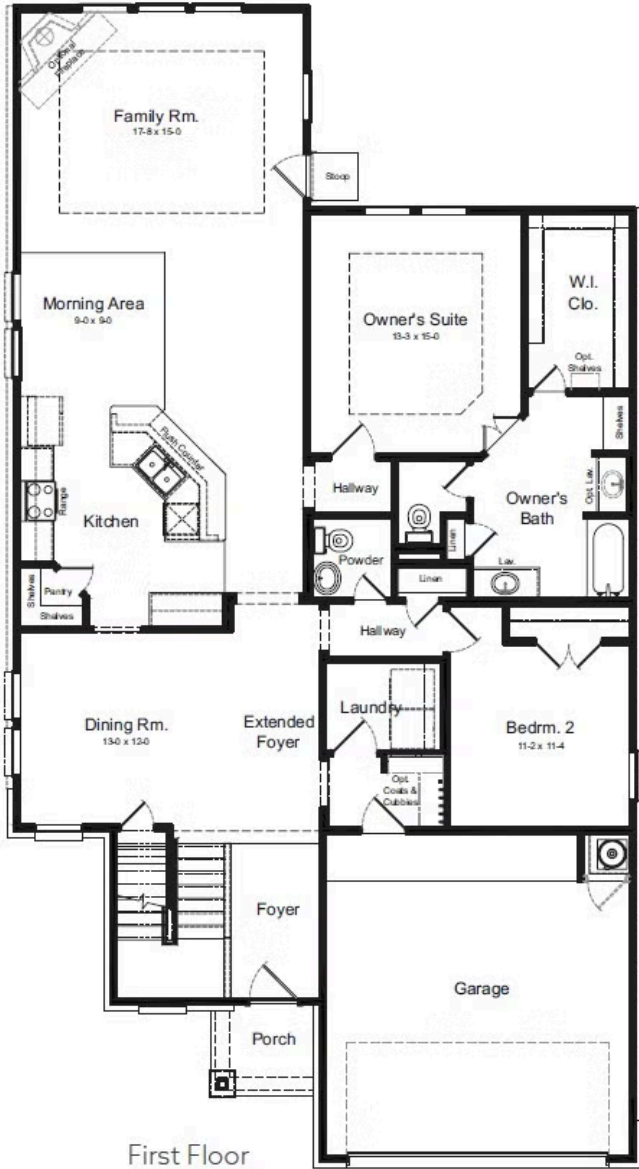 Optional
Fireplace
Family Rm.
17-8 x 15-0
Stoop
Morning Area
9-0 x 9-0
Owner's Suite
13-3 x 15-0
W.I.
Clo.
Opt.
Shelves
Flush Counter
Shelves
Range
Kitchen
Hallway
Owner's
Bath
Opt. Lav.
Powder
Linen
Lav.
Linen
Shelves
Pantry
Shelves
Hallway
Laundry
Dining Rm.
13-0 x 12-0
Extended
Foyer
Bedrm. 2
11-2 x 11-4
Opt.
Coats &
Cubbies
Foyer
Garage
Porch
First Floor